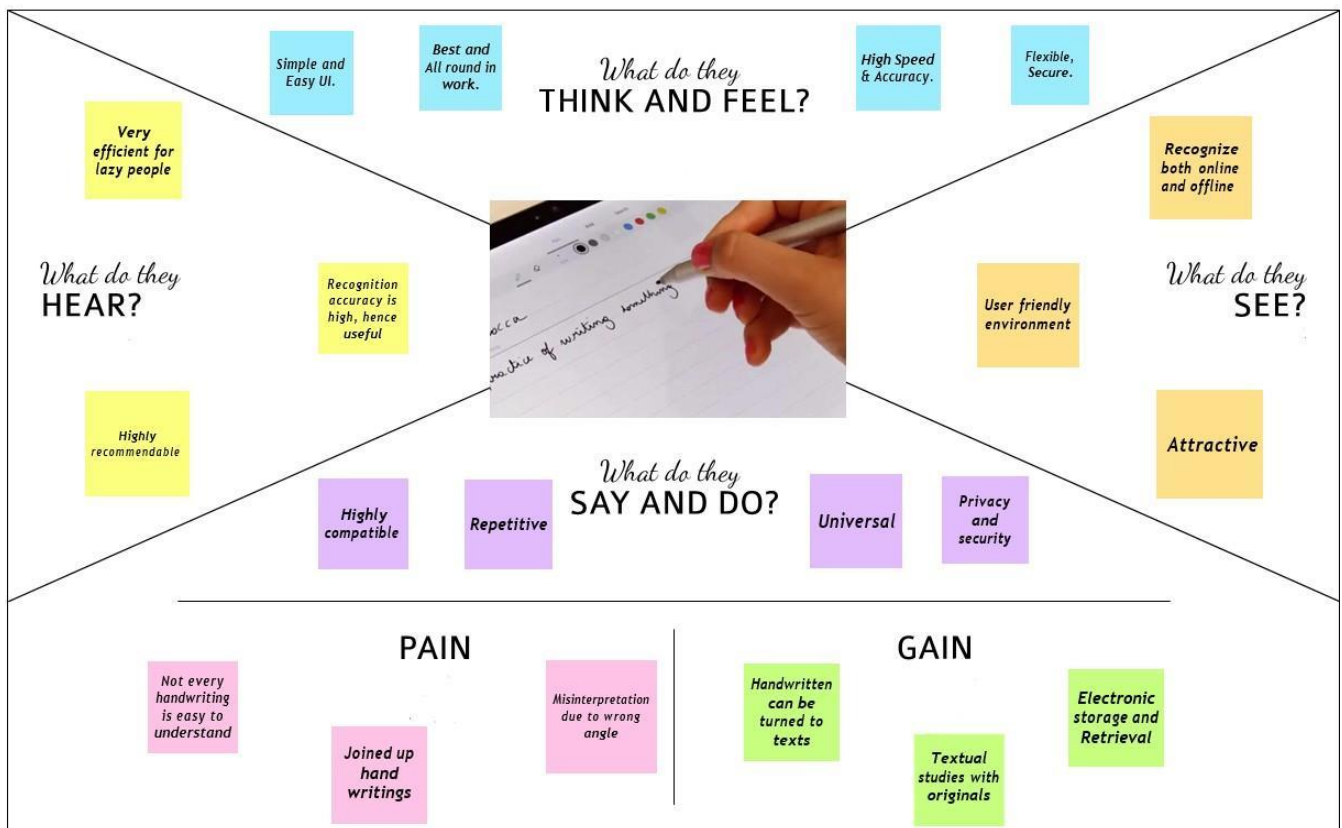 What do they
THINK AND FEEL?
Simple and
Easy UI.
Best and
All round in
work.
High Speed
& Accuracy.
Flexible,
Secure.
What do they
HEAR?
Very
efficient for
lazy people
Recognition
accuracy is
high, hence
useful
Highly
recommendable
practice of writing something
What do they
SEE?
Recognize
both online
and offline
User friendly
environment
Attractive
What do they
SAY AND DO?
Highly
compatible
Repetitive
Universal
Privacy
and
security
PAIN
Not every
handwriting
is easy to
understand
Joined up
hand
writings
Misinterpretation
due to wrong
angle
GAIN
Handwritten
can be
turned to
texts
Textual
studies with
originals
Electronic
storage and
Retrieval